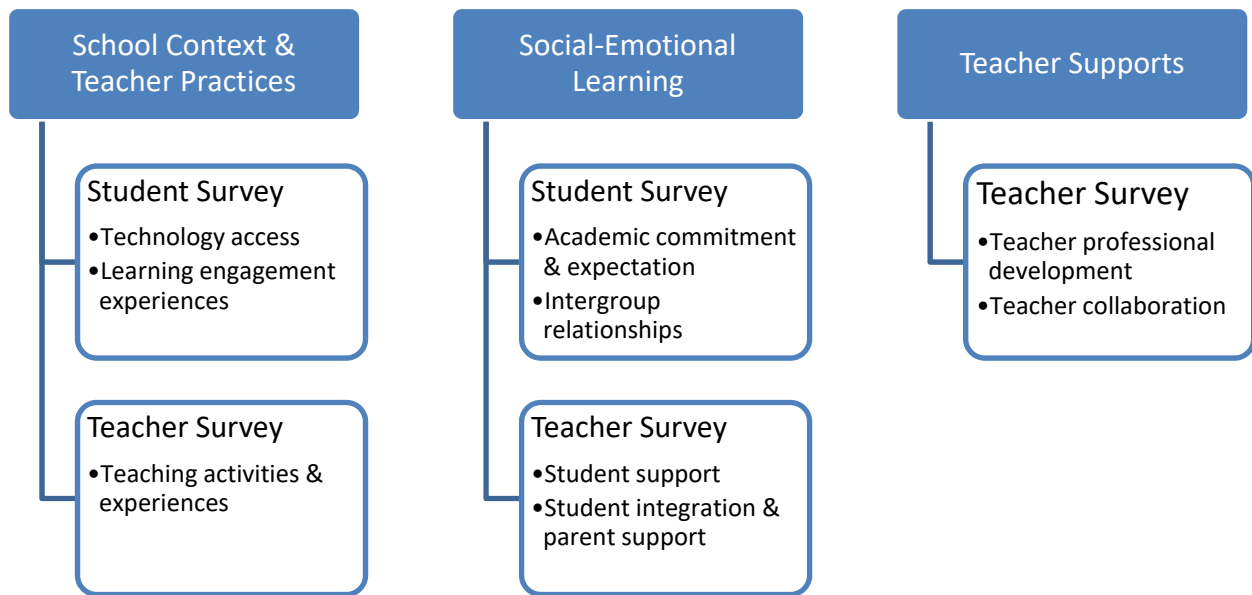 School Context &
Teacher Practices
Student Survey
•Technology access
•Learning engagement
experiences
Teacher Survey
•Teaching activities &
experiences
Social-Emotional
Learning
Student Survey
•Academic commitment
& expectation
•Intergroup
relationships
Teacher Survey
•Student support
•Student integration &
parent support
Teacher Supports
Teacher Survey
•Teacher professional
development
•Teacher collaboration